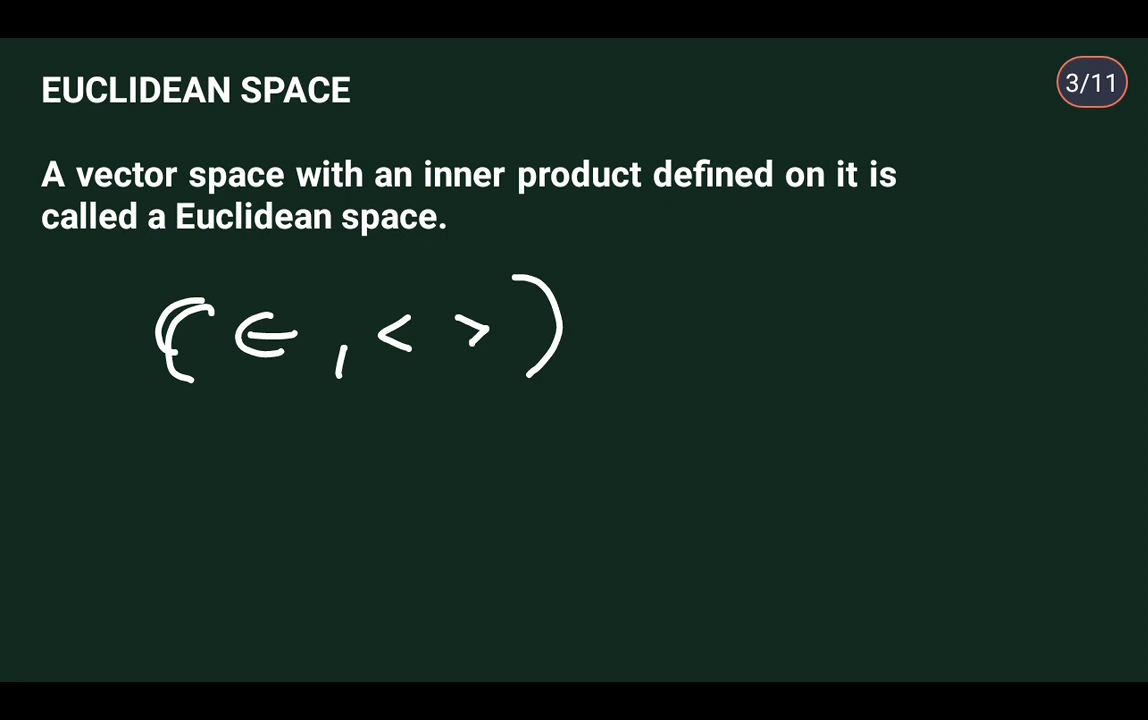 EUCLIDEAN SPACE
3/11
A vector space with an inner product defined on it is
called a Euclidean space.
( E , < > )